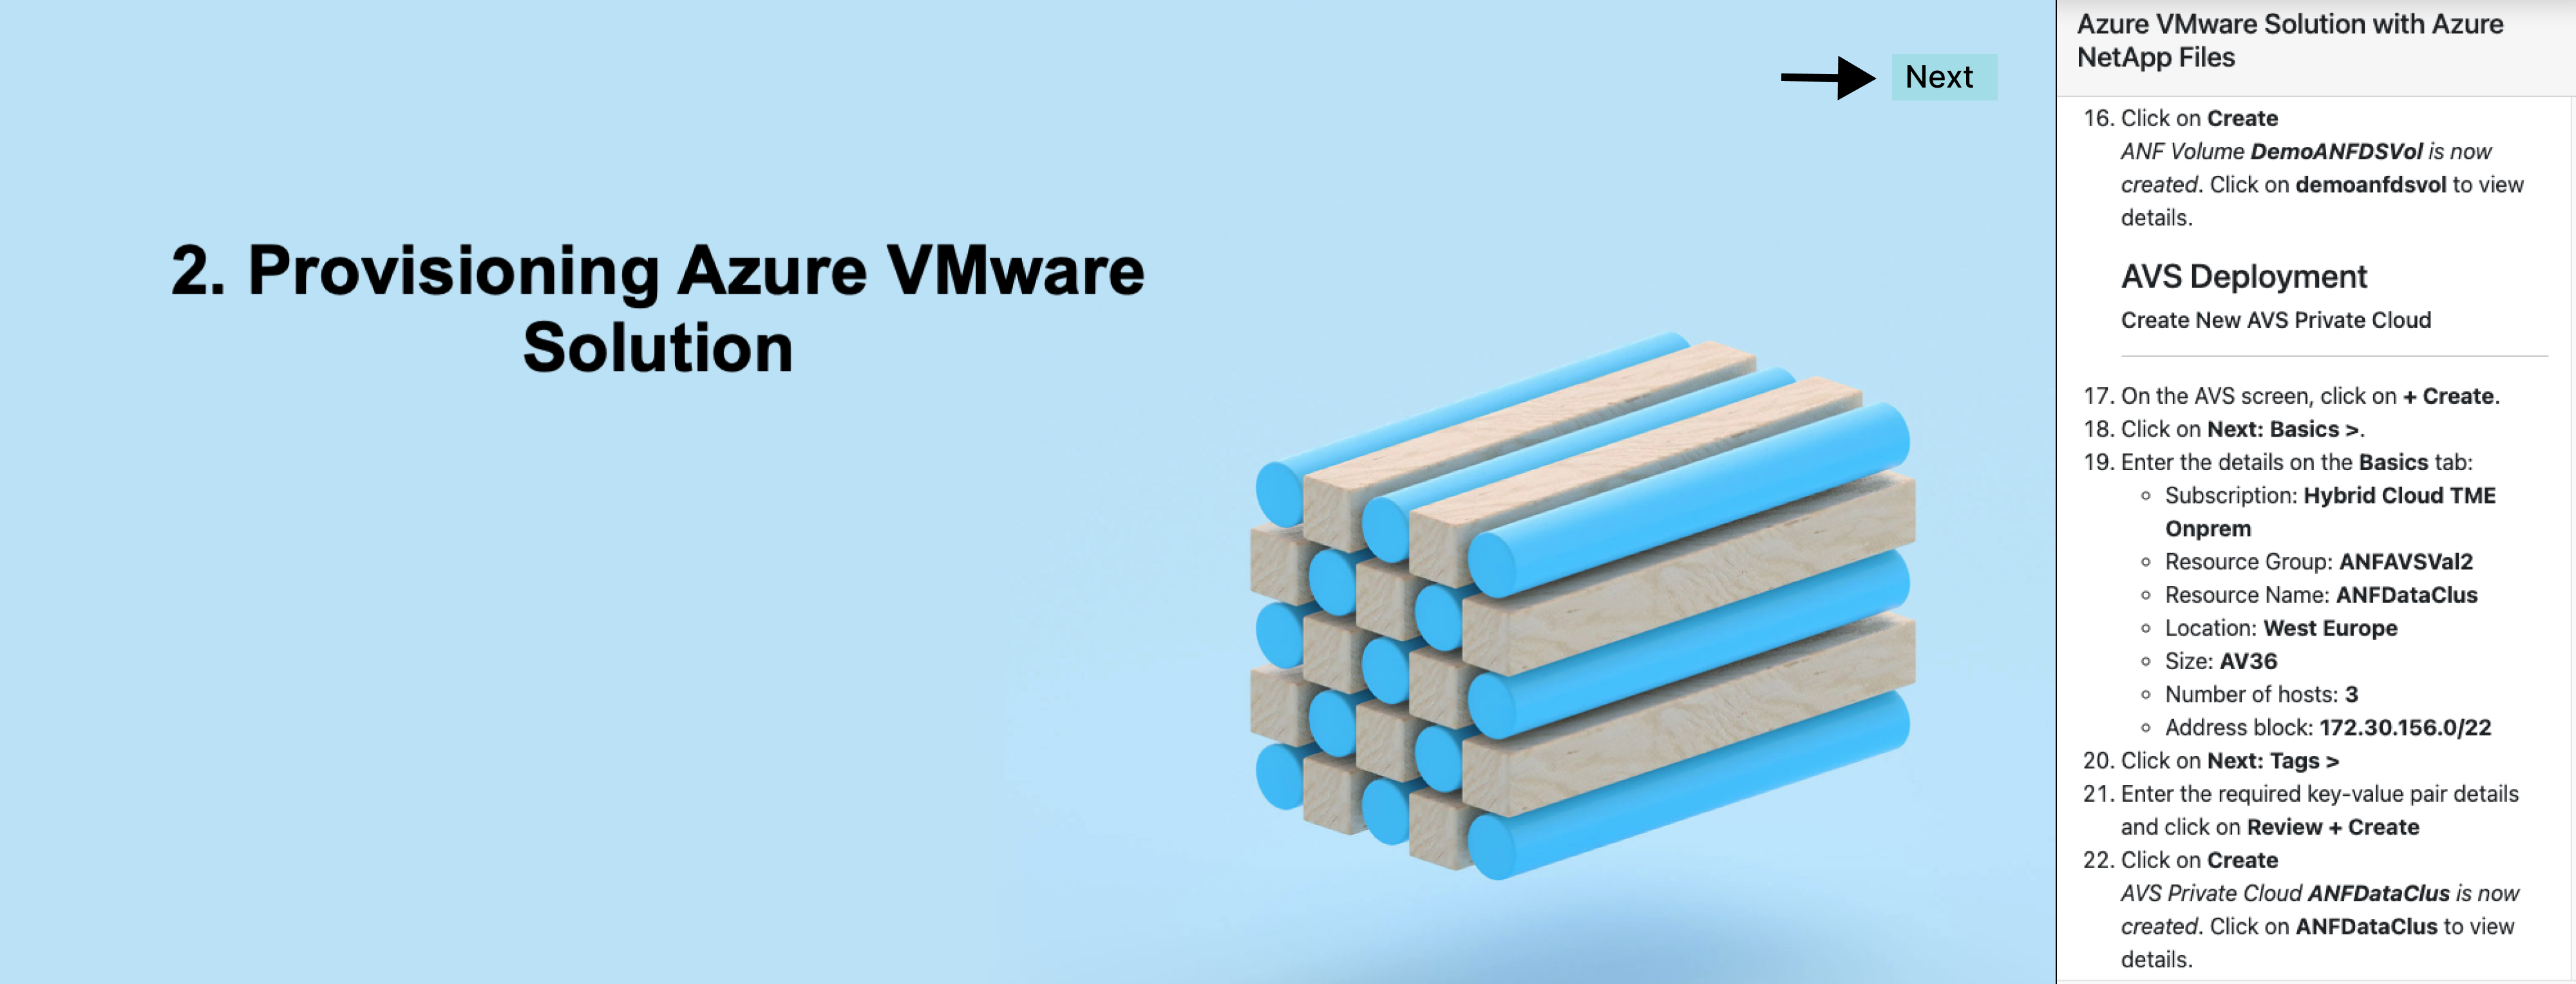 Next
2. Provisioning Azure VMware
Solution
Azure VMware Solution with Azure
NetApp Files
16. Click on Create
ANF Volume DemoANFDSVol is now
created. Click on demoanfdsvol to view
details.
AVS Deployment
Create New AVS Private Cloud
17. On the AVS screen, click on + Create.
18. Click on Next: Basics >.
19. Enter the details on the Basics tab:
Subscription: Hybrid Cloud TME
Onprem
Resource Group: ANFAVSVal2
Resource Name: ANFDataClus
Location: West Europe
Size: AV36
Number of hosts: 3
Address block: 172.30.156.0/22
20. Click on Next: Tags >
21. Enter the required key-value pair details
and click on Review + Create
22. Click on Create
AVS Private Cloud ANFDataClus is now
created. Click on ANFDataClus to view
details.